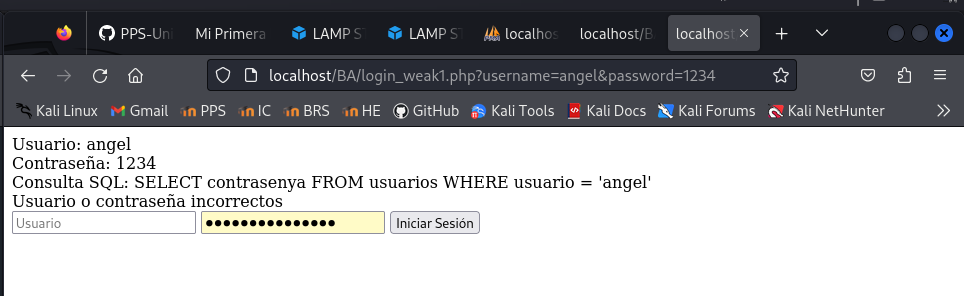 PPS-Uni
Mi Primera
LAMP ST
LAMP ST
localhos
localhost/B
localhost
localhost/BA/login_weak1.php?username=angel&password=1234
Kali Linux
Gmail
PPS
IC
BRS
HE
GitHub
Kali Tools
Kali Docs
Kali Forums
Kali NetHunter
Usuario: angel
Contraseña: 1234
Consulta SQL: SELECT contrasenya FROM usuarios WHERE usuario = 'angel'
Usuario o contraseña incorrectos
Usuario
Iniciar Sesión